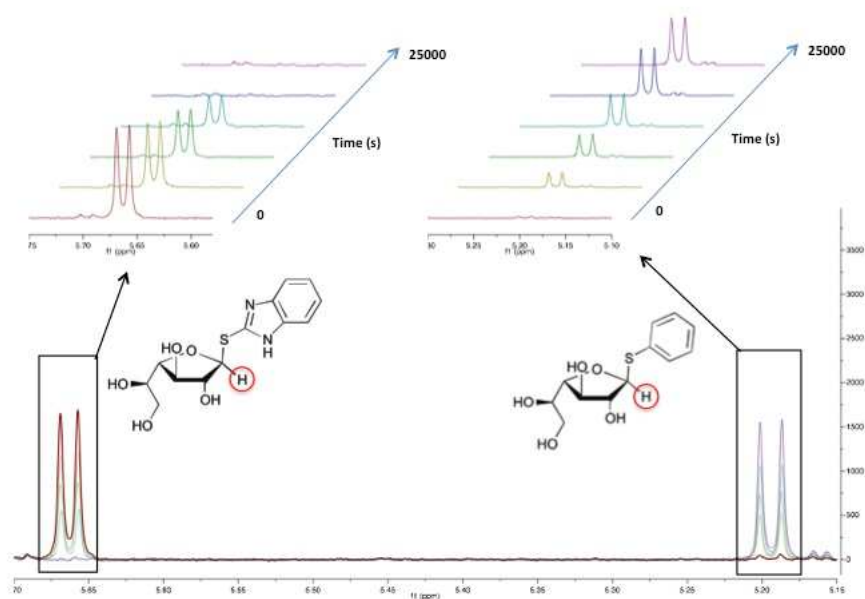 25000
Time (s)
0
75 5.70 5.65 5.60
f1 (ppm)
25000
Time (s)
0
30 5.25 5.20 5.15 5.10
f1 (ppm)
N
S
N
H
HO
O
HO
H
OH
HO
S
HO
O
HO
H
OH
HO
3500
3000
2500
2000
1500
1000
500
0
70 5.65 5.60 5.55 5.50 5.45 5.40 5.35 5.30 5.25 5.20 5.15
f1 (ppm)